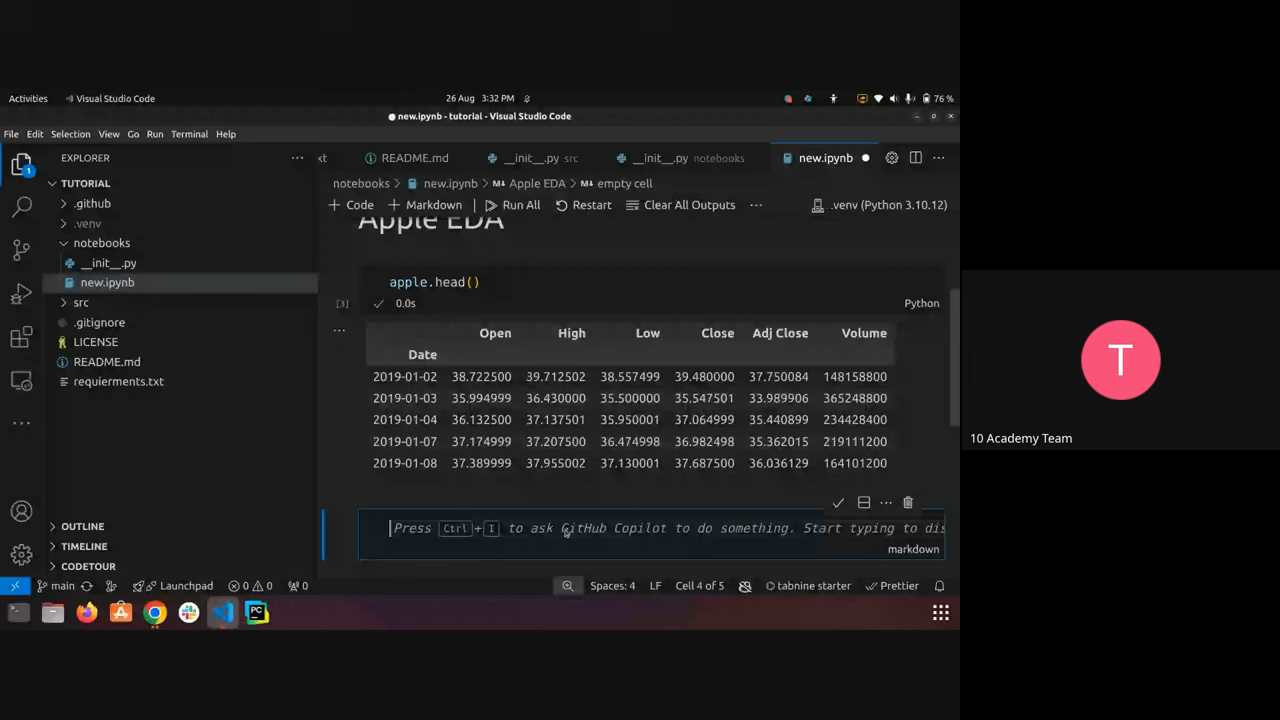 Activities Visual Studio Code 26 Aug 3:32 PM 76 %
new.ipynb - tutorial - Visual Studio Code
File Edit Selection View Go Run Terminal Help
EXPLORER ··· xt README.md __init__.py src __init__.py notebooks new.ipynb ···
TUTORIAL
notebooks > new.ipynb > M↓ Apple EDA > M↓ empty cell
.github
+ Code + Markdown Run All Restart Clear All Outputs ··· .venv (Python 3.10.12)
.venv
Apple EDA
notebooks
__init__.py
new.ipynb
apple.head()
src
[3] 0.0s Python
.gitignore
LICENSE
Open High Low Close Adj Close Volume
README.md
Date
requierments.txt
2019-01-02 38.722500 39.712502 38.557499 39.480000 37.750084 148158800
2019-01-03 35.994999 36.430000 35.500000 35.547501 33.989906 365248800
2019-01-04 36.132500 37.137501 35.950001 37.064999 35.440899 234428400
2019-01-07 37.174999 37.207500 36.474998 36.982498 35.362015 219111200
2019-01-08 37.389999 37.955002 37.130001 37.687500 36.036129 164101200
Press Ctrl + I to ask GitHub Copilot to do something. Start typing to dis
markdown
OUTLINE
TIMELINE
CODETOUR
main Launchpad 0 0 0 Spaces: 4 LF Cell 4 of 5 tabnine starter Prettier
PC
1
T
10 Academy Team